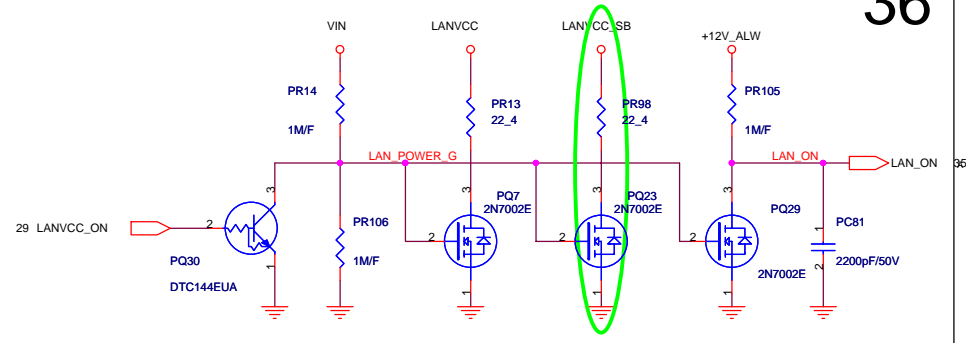 36
VIN
LANVCC
LANVCC_SB
+12V_ALW
PR14
1M/F
PR13
22_4
PR98
22_4
PR105
1M/F
LAN_POWER_G
LAN_ON
LAN_ON
35
3
3
3
3
29 LANVCC_ON
2
PR106
1M/F
PQ7
2N7002E
PQ23
2N7002E
PQ29
2N7002E
PC81
2200pF/50V
1
2
2
2
2
PQ30
DTC144EUA
1
1
1
1